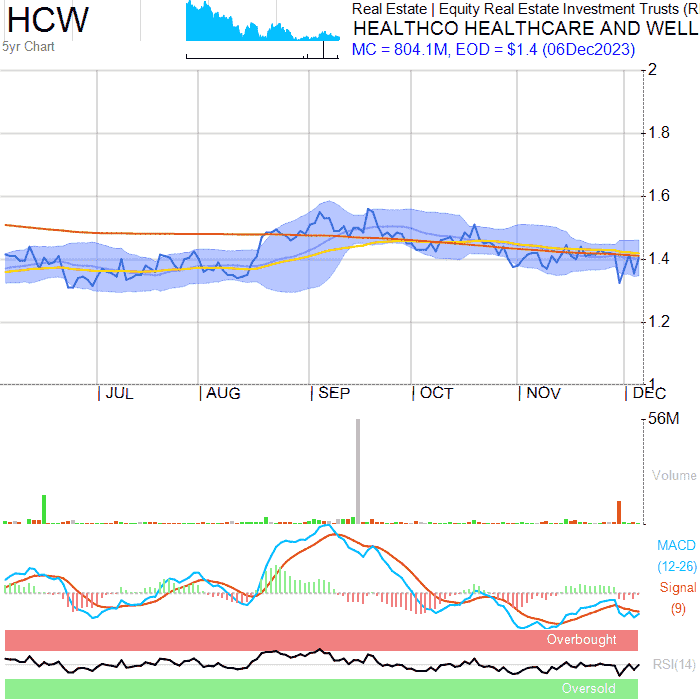 HCW
5yr Chart
Real Estate | Equity Real Estate Investment Trusts (R
HEALTHCO HEALTHCARE AND WELL
MC = 804.1M, EOD = $1.4 (06Dec2023)
2
1.8
1.6
1.4
1.2
1
JUL AUG SEP OCT NOV DEC
56M
Volume
MACD
(12-26)
Signal
(9)
Overbought
RSI(14)
Oversold